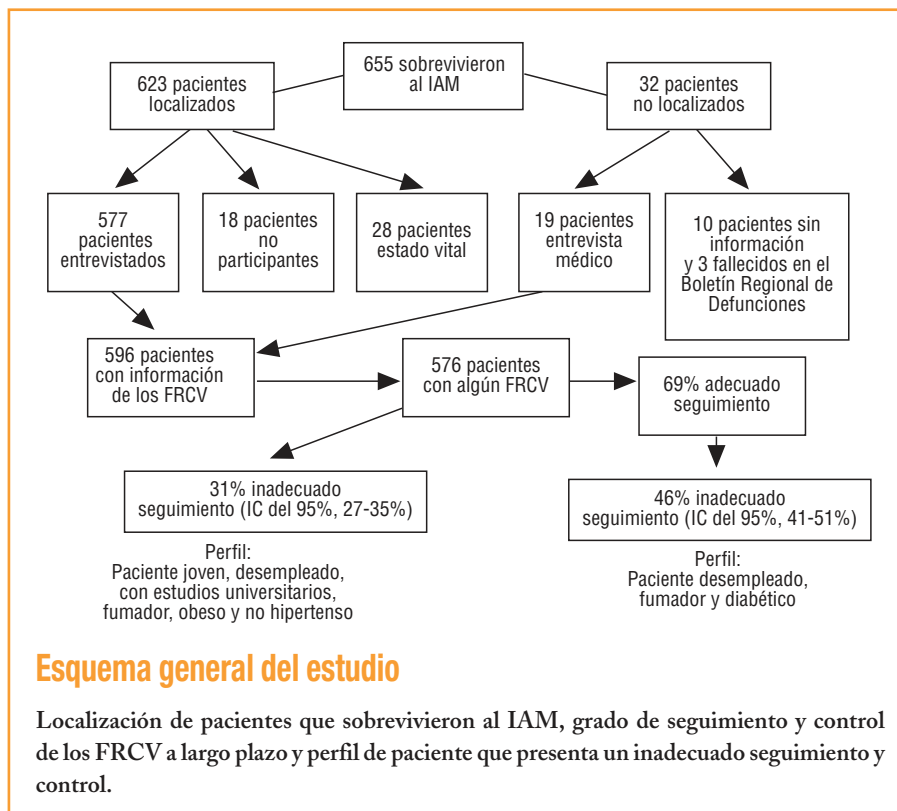 655 sobrevivieron
al IAM
623 pacientes
localizados
32 pacientes
no localizados
577
pacientes
entrevistados
18 pacientes
no
participantes
28 pacientes
estado vital
19 pacientes
entrevista
médico
10 pacientes sin
información
y 3 fallecidos en el
Boletín Regional de
Defunciones
596 pacientes
con información
de los FRCV
576 pacientes
con algún FRCV
69% adecuado
seguimiento
31% inadecuado
seguimiento (IC del 95%, 27-35%)
46% inadecuado
seguimiento (IC del 95%, 41-51%)
Perfil:
Paciente joven, desempleado,
con estudios universitarios,
fumador, obeso y no hipertenso
Perfil:
Paciente desempleado,
fumador y diabético
Esquema general del estudio
Localización de pacientes que sobrevivieron al IAM, grado de seguimiento y control
de los FRCV a largo plazo y perfil de paciente que presenta un inadecuado seguimiento y
control.